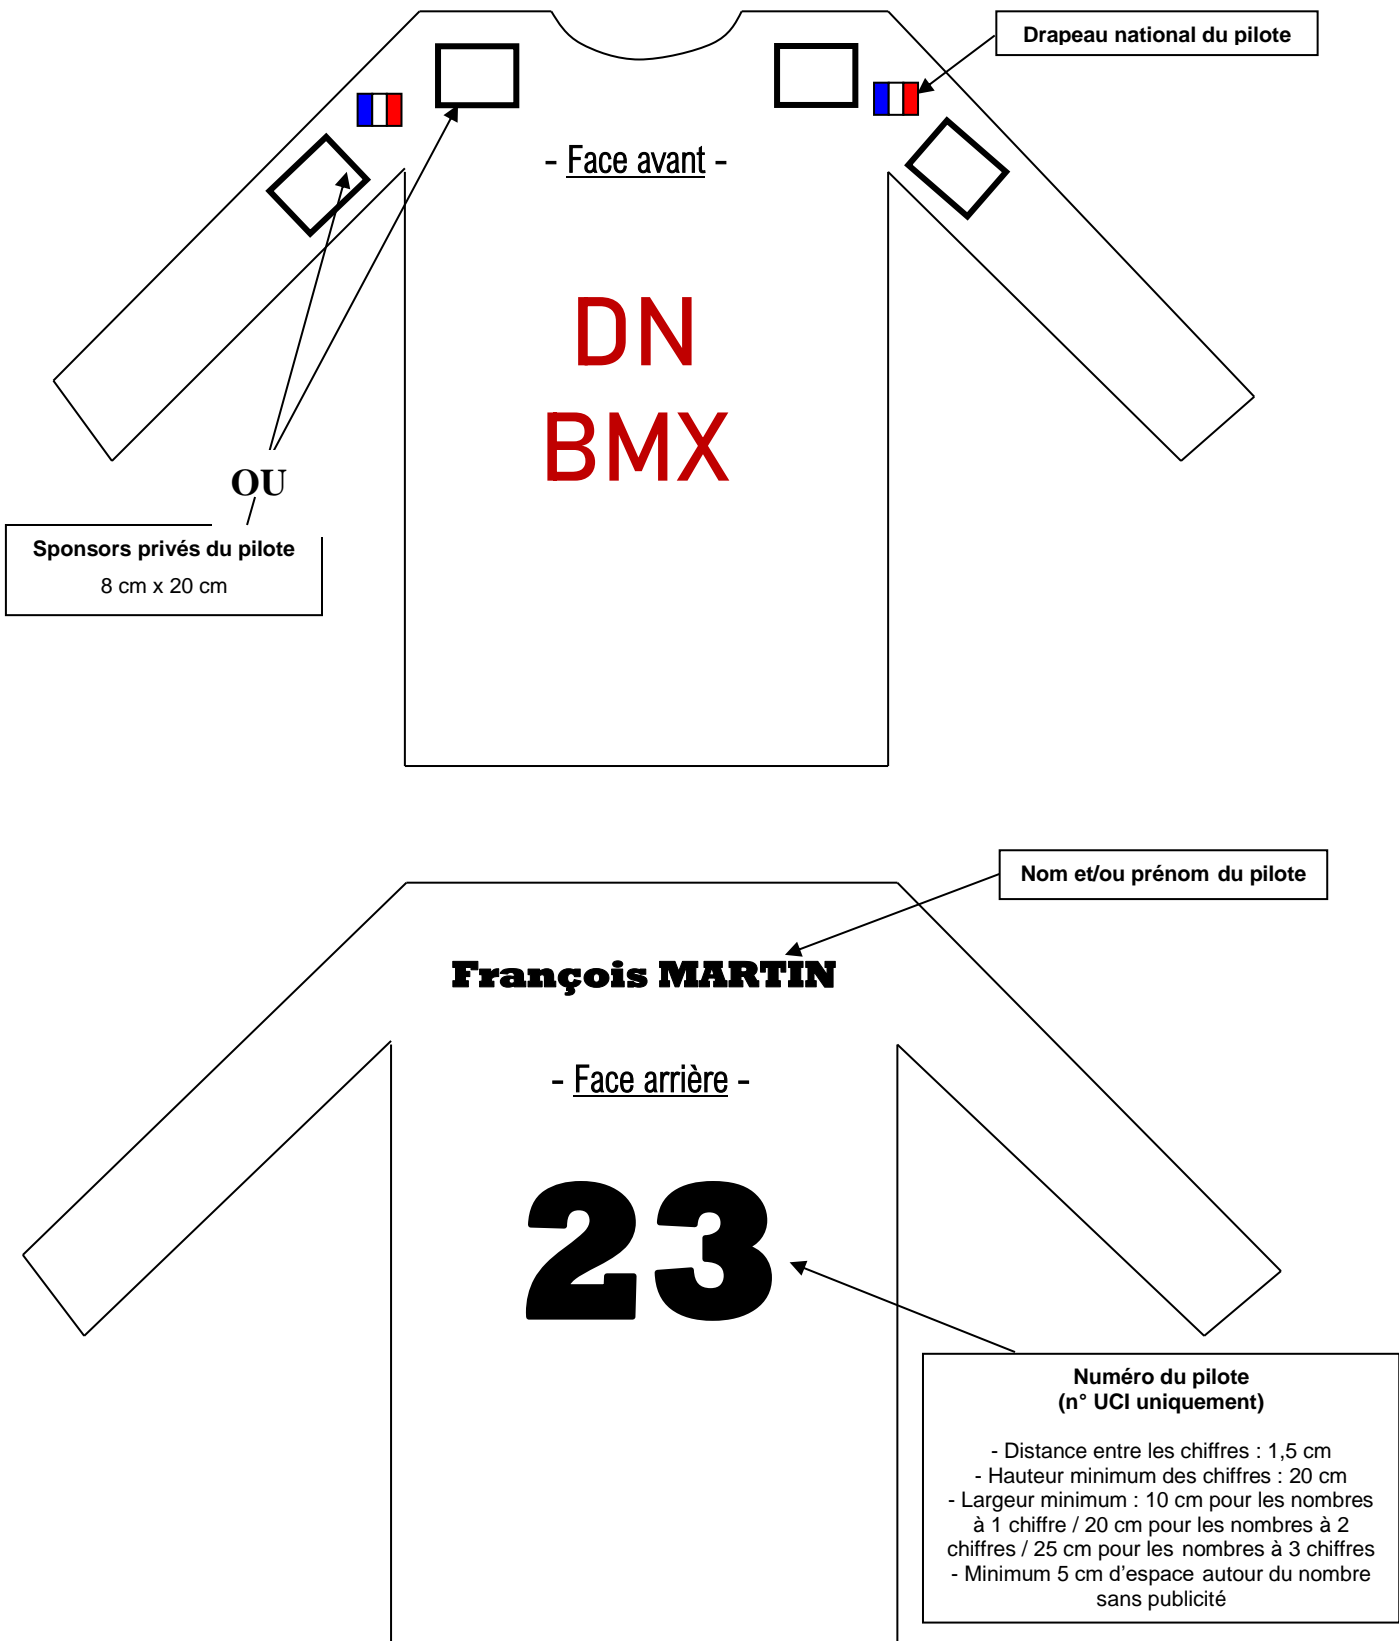 Drapeau national du pilote
- Face avant -
DN
BMX
OU
Sponsors privés du pilote
8 cm x 20 cm
Nom et/ou prénom du pilote
François MARTIN
- Face arrière -
23
Numéro du pilote
(n° UCI uniquement)
- Distance entre les chiffres : 1,5 cm
- Hauteur minimum des chiffres : 20 cm
- Largeur minimum : 10 cm pour les nombres
à 1 chiffre / 20 cm pour les nombres à 2
chiffres / 25 cm pour les nombres à 3 chiffres
- Minimum 5 cm d’espace autour du nombre
sans publicité